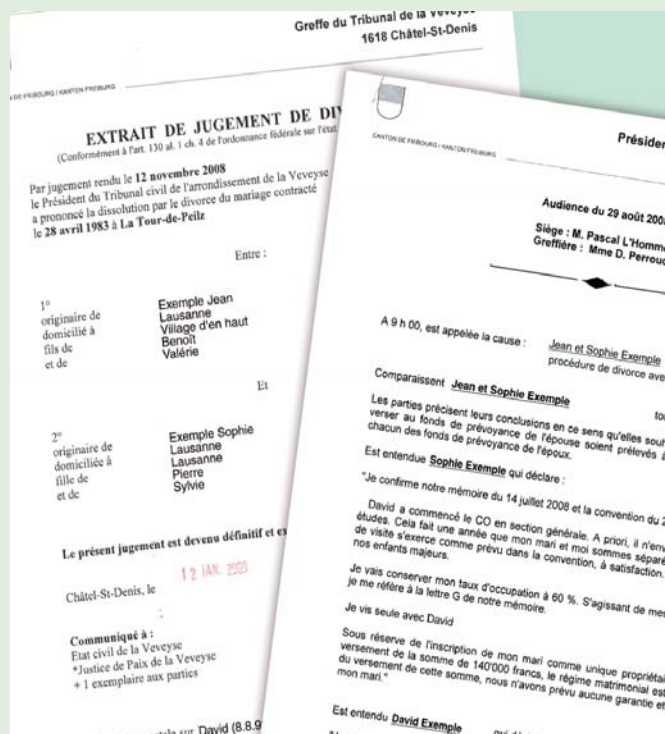 Greffe du Tribunal de la Veveyse
1618 Châtel-St-Denis
CANTON DE FRIBOURG / KANTON FREIBURG
EXTRAIT DE JUGEMENT DE
(Conformément à l'art. 130 al. 1 ch. 4 de l'ordonnance fédérale sur l'état
Par jugement rendu le 12 novembre 2008
le Président du Tribunal civil de l'arrondissement de la Veveyse
a prononcé la dissolution par le divorce du mariage contracté
le 28 avril 1983 à La Tour-de-Peilz
Entre :
1°
Exemple Jean
originaire de Lausanne
domicilié à Village d'en haut
fils de Benoît
et de Valérie
Et
2°
Exemple Sophie
originaire de Lausanne
domiciliée à Lausanne
fille de Pierre
et de Sylvie
Le présent jugement est devenu définitif et
Châtel-St-Denis, le 12 JAN. 2009
Communiqué à :
Etat civil de la Veveyse
*Justice de Paix de la Veveyse
+ 1 exemplaire aux parties
sur David (8.8.9
CANTON DE FRIBOURG / KANTON FREIBURG
Audience du 29 août
Siège : M. Pascal L'Homme
Greffière : Mme D. Perroud
A 9 h 00, est appelée la cause : Jean et Sophie Exemple
procédure de divorce
Comparaissent Jean et Sophie Exemple
Les parties précisent leurs conclusions en ce sens qu'elles
verser au fonds de prévoyance de l'épouse soient prélevés
chacun des fonds de prévoyance de l'époux.
Est entendue Sophie Exemple qui déclare :
"Je confirme notre mémoire du 14 juillet 2008 et la convention du
David a commencé le CO en section générale. A priori, il
études. Cela fait une année que mon mari et moi sommes
de visite s'exerce comme prévu dans la convention, à satisfaction.
nos enfants majeurs.
Je vais conserver mon taux d'occupation à 60 %. S'agissant de
je me réfère à la lettre G de notre mémoire.
Je vis seule avec David
Sous réserve de l'inscription de mon mari comme unique
versement de la somme de 140'000 francs, le régime matrimonial est
du versement de cette somme, nous n'avons prévu aucune garantie et
mon mari."
Est entendu David Exemple